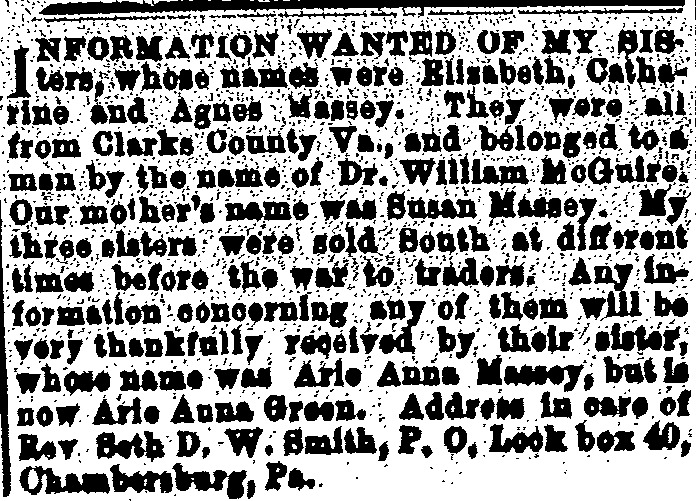 INFORMATION WANTED OF MY SIS-
ters, whose names were Elizabeth, Catha-
rine and Agnes Massey. They were all
from Clarks County Va., and belonged to a
man by the name of Dr. William McGuire.
Our mother's name was Susan Massey. My
three sisters were sold South at different
times before the war to traders. Any in-
formation concerning any of them will be
very thankfully received by their sister,
whose name was Arie Anna Massey, but is
now Arie Anna Green. Address in care of
Rev Seth D. W. Smith, P. O. Lock box 40,
Chambersburg, Pa.